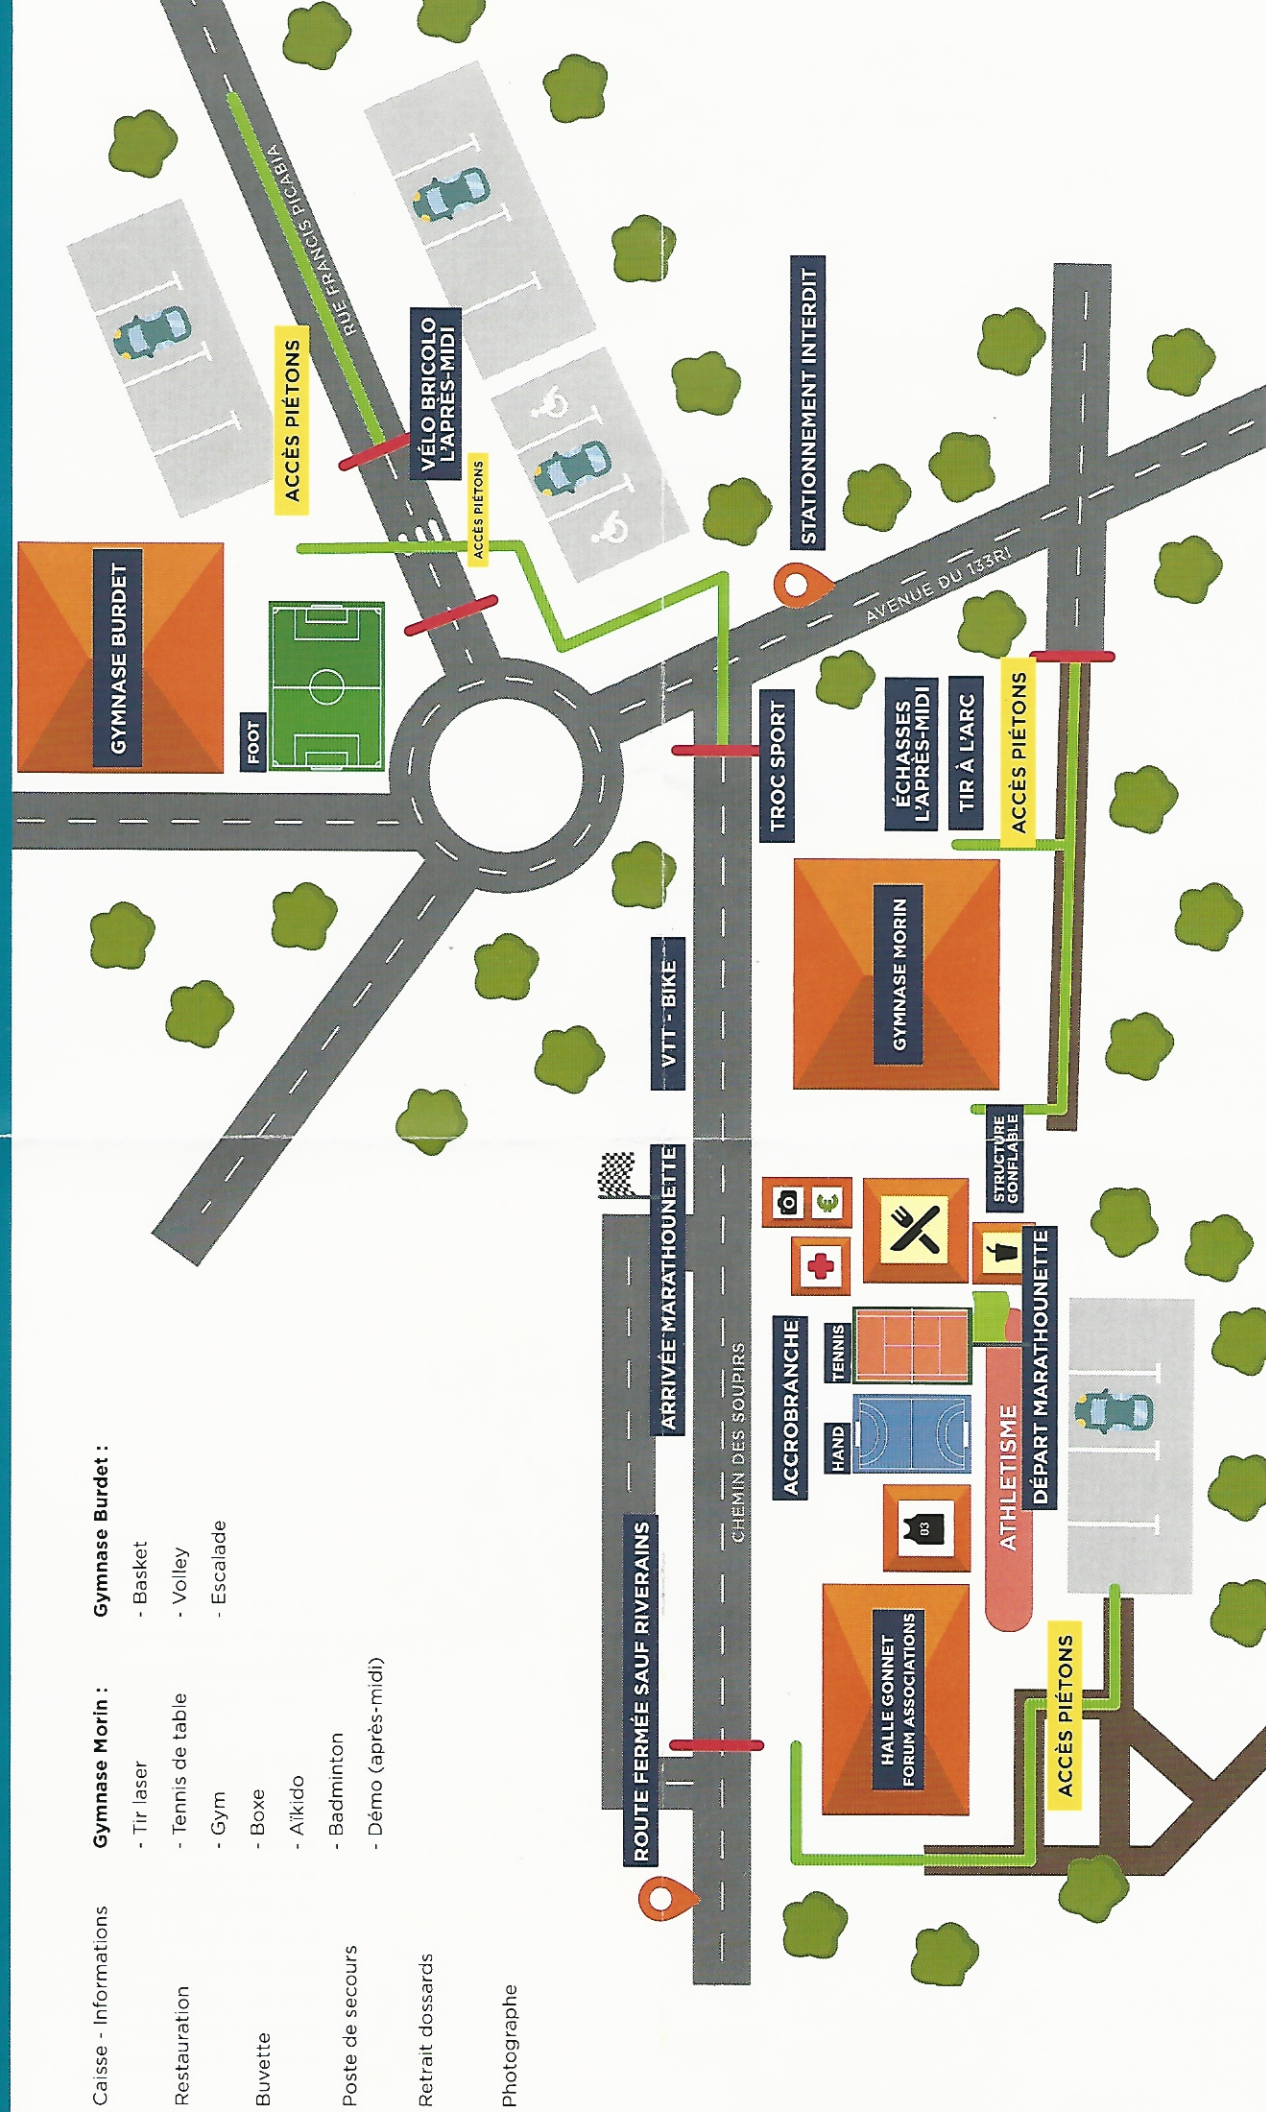 Caisse - Informations
Restauration
Buvette
Poste de secours
Retrait dossards
Photographe
Gymnase Morin :
- Tir laser
- Tennis de table
- Gym
- Boxe
- Aïkido
- Badminton
- Démo (après-midi)
Gymnase Burdet :
- Basket
- Volley
- Escalade
GYMNASE BURDET
FOOT
ACCÈS PIÉTONS
RUE FRANCIS PICABIA
VÉLO BRICOLO
L'APRÈS-MIDI
ACCÈS PIÉTONS
STATIONNEMENT INTERDIT
AVENUE DU 133RI
TROC SPORT
ÉCHASSES
L'APRÈS-MIDI
TIR À L'ARC
ACCÈS PIÉTONS
VTT - BIKE
GYMNASE MORIN
STRUCTURE
GONFLABLE
ARRIVÉE MARATHOUNETTE
ROUTE FERMÉE SAUF RIVERAINS
CHEMIN DES SOUPIRS
ACCROBRANCHE
TENNIS
HAND
03
€
ATHLETISME
DÉPART MARATHOUNETTE
HALLE GONNET
FORUM ASSOCIATIONS
ACCÈS PIÉTONS